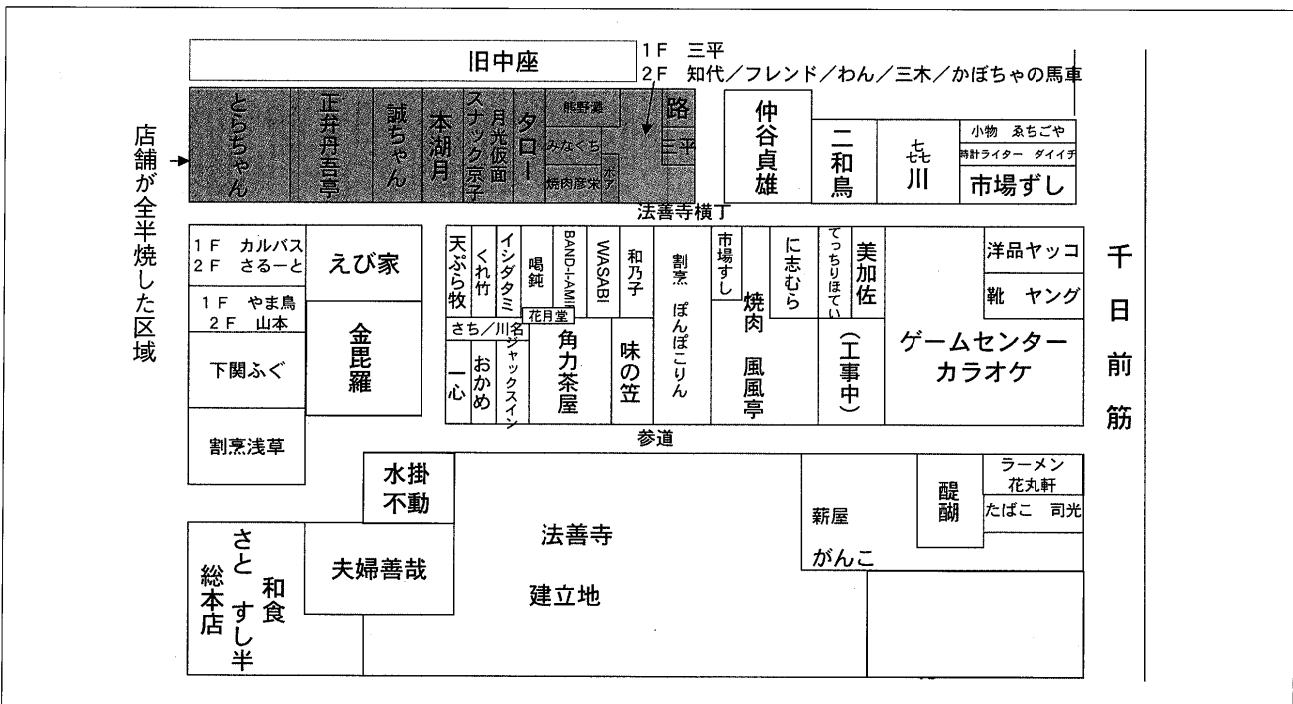 旧中座
1F 三平
2F 知代／フレンド／わん／三木／かぼちゃの馬車
店舗が全半焼した区域
とらちゃん
正弁丹吾亭
誠ちゃん
本湖月
スナック京子
月光仮面
タロー
熊野灘
みなくち
焼肉彦栄
ボア
路
三平
仲谷貞雄
二和鳥
㐂川
小物 ゑちごや
時計ライター ダイイチ
市場ずし
法善寺横丁
1F カルバス
2F さるーと
えび家
1F やま鳥
2F 山本
金毘羅
下関ふぐ
割烹浅草
天ぷら牧
くれ竹
イシダタミ
喝鈍
BAND-I-AMIR
WASABI
和乃子
割烹 ぽんぽこりん
市場すし
焼肉 風風亭
に志むら
てっちりほてい
美加佐
洋品ヤッコ
靴 ヤング
花月堂
さち／川名
一心
おかめ
ジャックスイン
角力茶屋
味の笠
(工事中)
ゲームセンター
カラオケ
千日前筋
参道
水掛
不動
法善寺
建立地
薪屋
がんこ
醍醐
ラーメン
花丸軒
たばこ 司光
夫婦善哉
和食
さと すし半
総本店